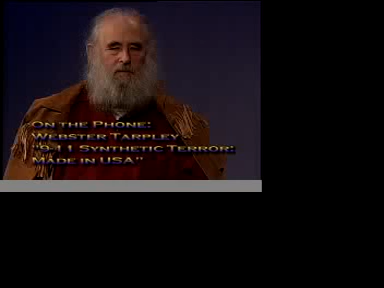 ON THE PHONE:
WEBSTER TARPLEY
"9-11 SYNTHETIC TERROR:
MADE IN USA"